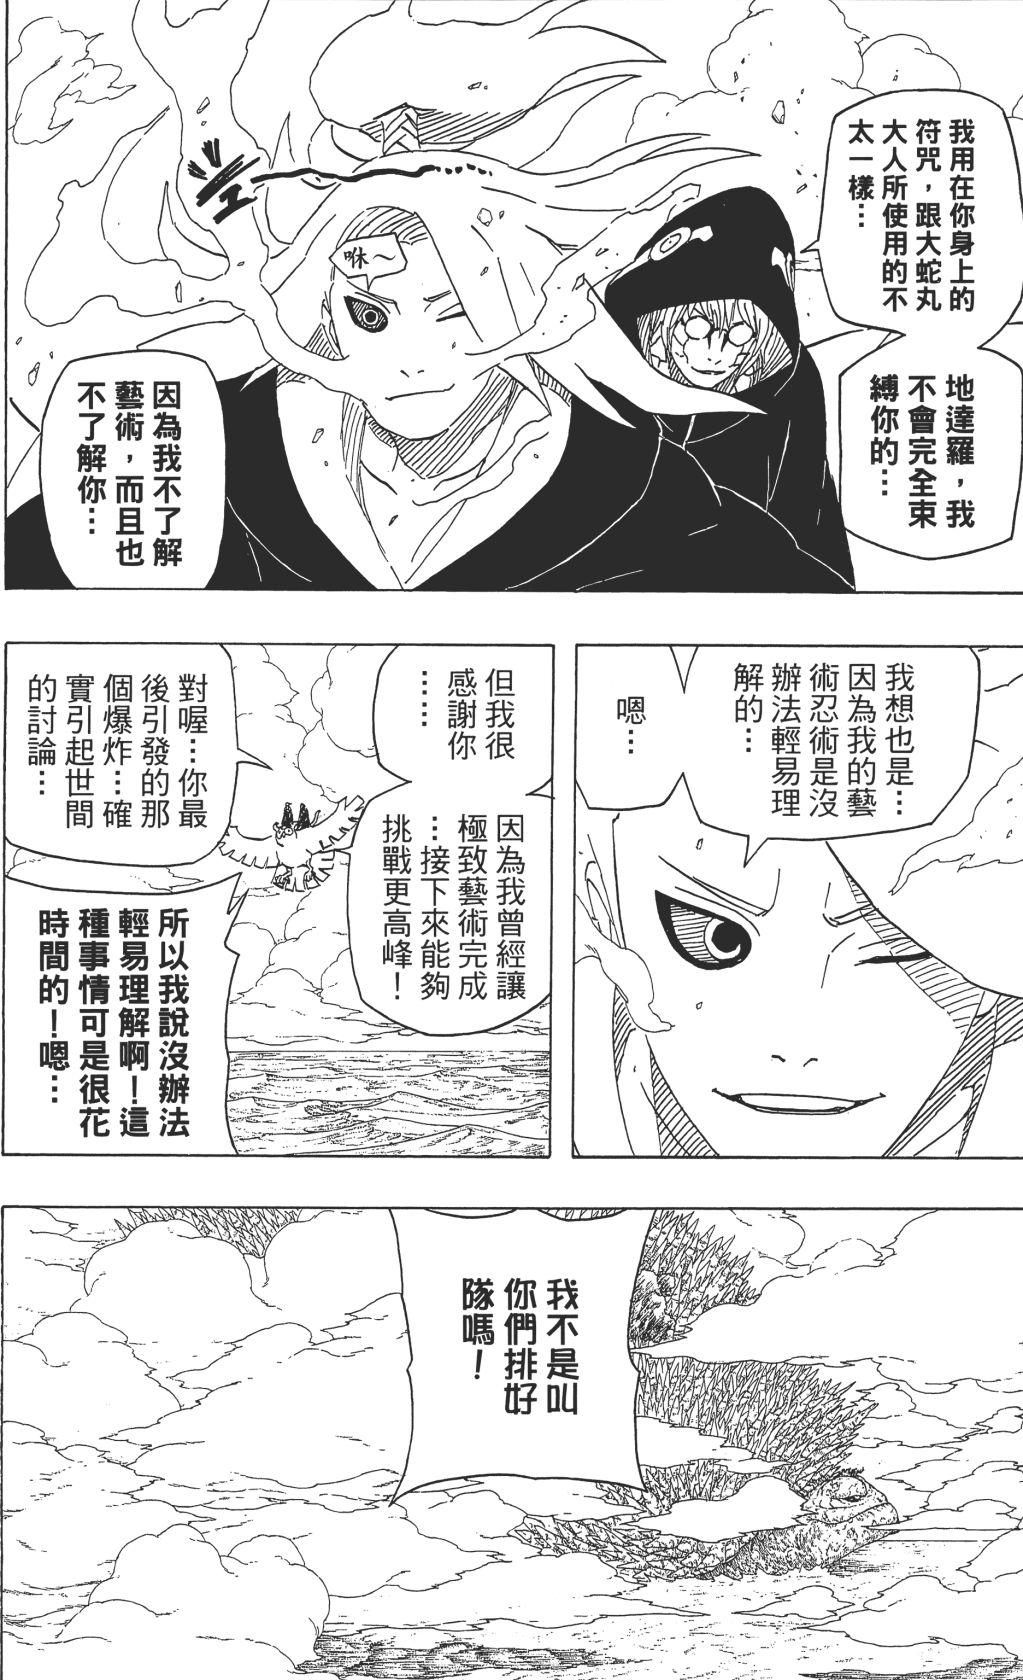 我用在你身上的
符咒，跟大蛇丸
大人所使用的不
太一樣…
地達羅，我
不會完全束
縛你的…
咻～
因為我不了解
藝術，而且也
不了解你…
我想也是…
因為我的藝
術忍術是沒
辦法輕易理
解的…
嗯…
但我很
感謝你
……
因為我曾經讓
極致藝術完成
…接下來能夠
挑戰更高峰！
對喔…你最
後引發的那
個爆炸…確
實引起世間
的討論…
所以我說沒辦法
輕易理解啊！這
種事情可是很花
時間的！嗯…
我不是叫
你們排好
隊嗎！